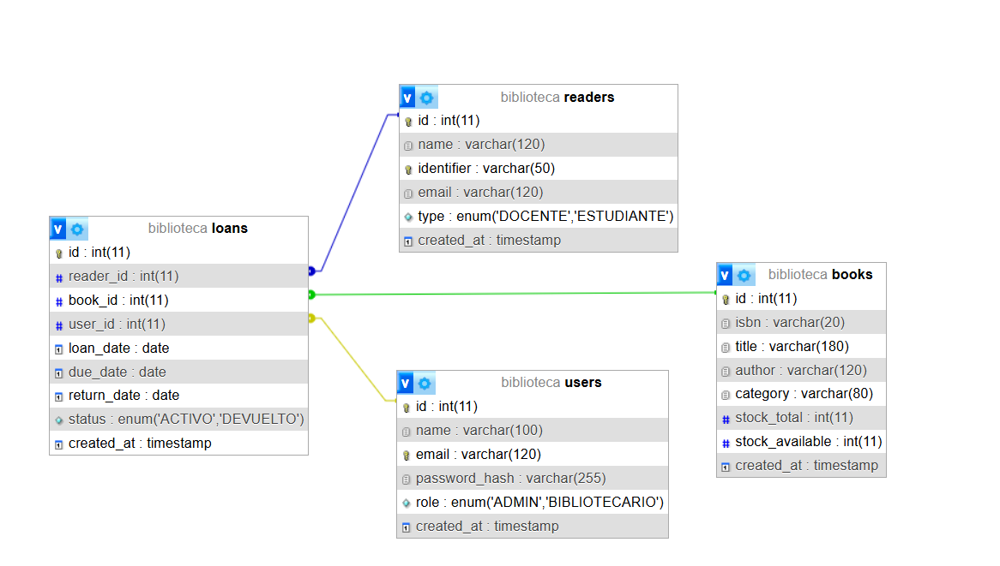 v biblioteca readers
id : int(11)
name : varchar(120)
identifier : varchar(50)
email : varchar(120)
type : enum('DOCENTE','ESTUDIANTE')
created_at : timestamp
v biblioteca loans
id : int(11)
# reader_id : int(11)
# book_id : int(11)
# user_id : int(11)
loan_date : date
due_date : date
return_date : date
status : enum('ACTIVO','DEVUELTO')
created_at : timestamp
v biblioteca books
id : int(11)
isbn : varchar(20)
title : varchar(180)
author : varchar(120)
category : varchar(80)
# stock_total : int(11)
# stock_available : int(11)
created_at : timestamp
v biblioteca users
id : int(11)
name : varchar(100)
email : varchar(120)
password_hash : varchar(255)
role : enum('ADMIN','BIBLIOTECARIO')
created_at : timestamp